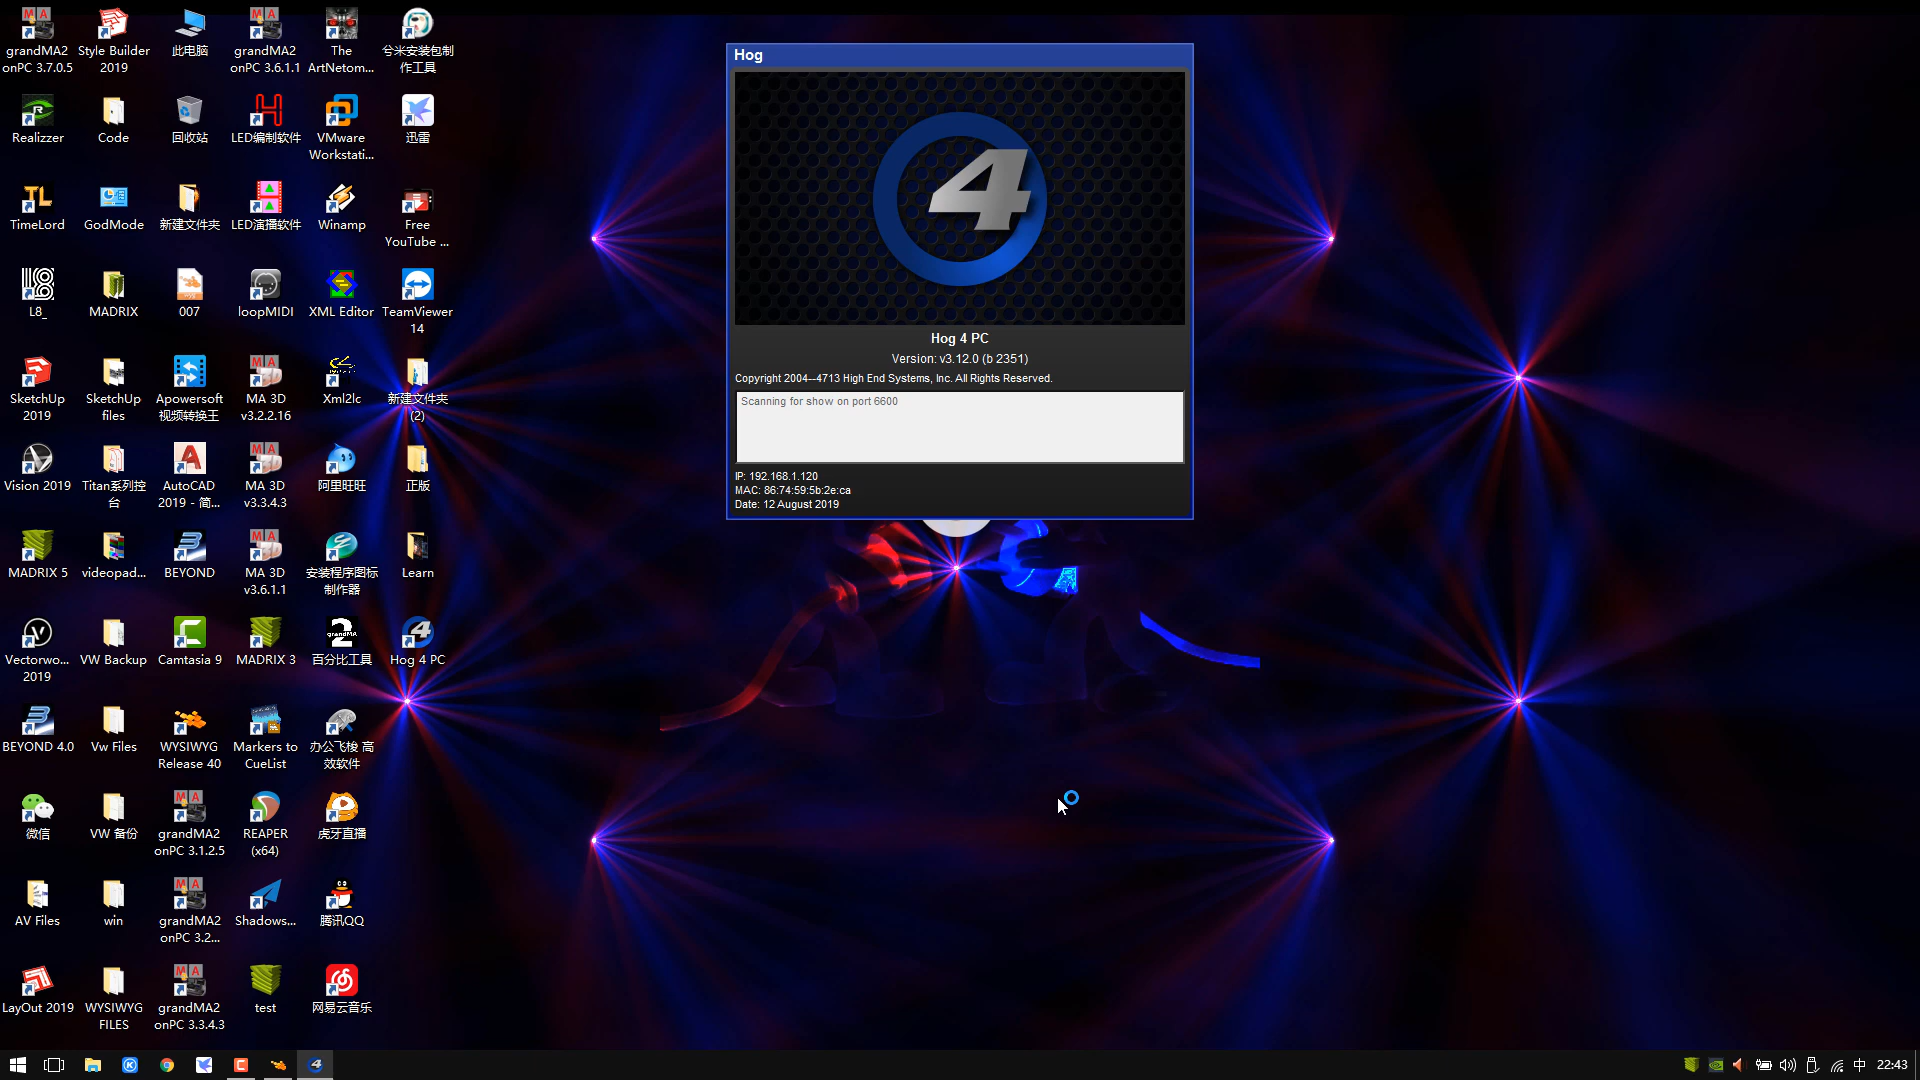 grandMA2
onPC 3.7.0.5
Style Builder
2019
此电脑
grandMA2
onPC 3.6.1.1
The
ArtNetom...
兮米安装包制
作工具
Realizzer
Code
回收站
LED编制软件
VMware
Workstati...
迅雷
TimeLord
GodMode
新建文件夹
LED演播软件
Winamp
Free
YouTube ...
L8_
MADRIX
007
loopMIDI
XML Editor
TeamViewer
14
SketchUp
2019
SketchUp
files
Apowersoft
视频转换王
MA 3D
v3.2.2.16
Xml2lc
新建文件夹
(2)
Vision 2019
Titan系列控
台
AutoCAD
2019 - 简...
MA 3D
v3.3.4.3
阿里旺旺
正版
MADRIX 5
videopad...
BEYOND
MA 3D
v3.6.1.1
安装程序图标
制作器
Learn
Vectorwo...
2019
VW Backup
Camtasia 9
MADRIX 3
百分比工具
Hog 4 PC
BEYOND 4.0
Vw Files
WYSIWYG
Release 40
Markers to
CueList
办公飞梭 高
效软件
微信
VW 备份
grandMA2
onPC 3.1.2.5
REAPER
(x64)
虎牙直播
AV Files
win
grandMA2
onPC 3.2...
Shadows...
腾讯QQ
LayOut 2019
WYSIWYG
FILES
grandMA2
onPC 3.3.4.3
test
网易云音乐
Hog
4
Hog 4 PC
Version: v3.12.0 (b 2351)
Copyright 2004--4713 High End Systems, Inc. All Rights Reserved.
Scanning for show on port 6600
IP: 192.168.1.120
MAC: 86:74:59:5b:2e:ca
Date: 12 August 2019
中
22:43